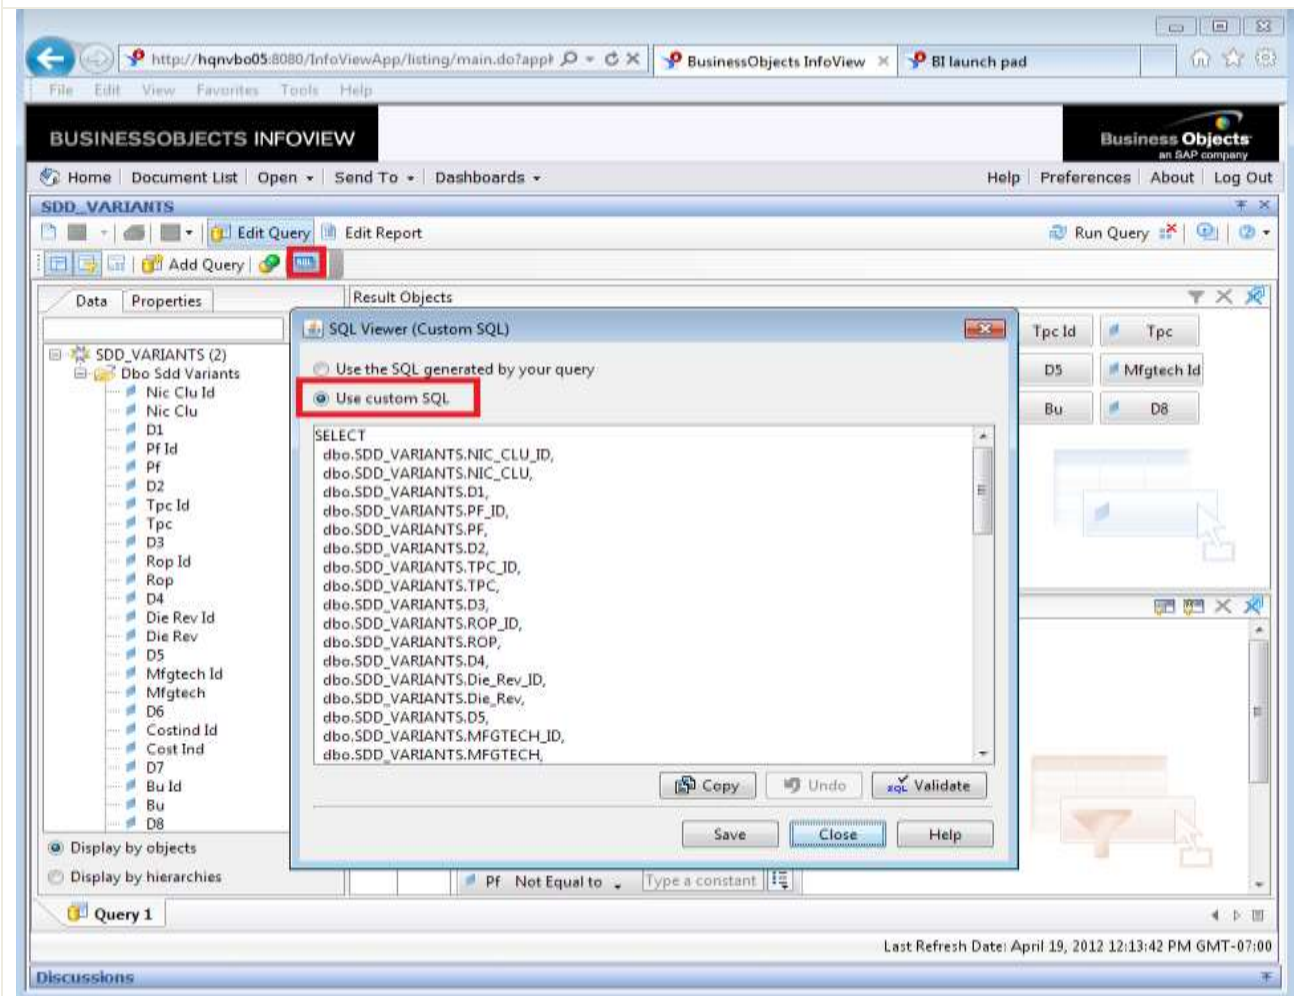 http://hqnvbo05:8080/InfoViewApp/listing/main.do?appk
BusinessObjects InfoView
BI launch pad
File Edit View Favorites Tools Help
BUSINESSOBJECTS INFOVIEW
Business Objects
an SAP company
Home Document List Open Send To Dashboards Help Preferences About Log Out
SDD_VARIANTS
Edit Query Edit Report Run Query
Add Query SQL
Data Properties Result Objects
SQL Viewer (Custom SQL)
Tpc Id Tpc
D5 Mfgtech Id
Bu D8
SDD_VARIANTS (2)
Dbo Sdd Variants
Nic Clu Id
Nic Clu
D1
Pf Id
Pf
D2
Tpc Id
Tpc
D3
Rop Id
Rop
D4
Die Rev Id
Die Rev
D5
Mfgtech Id
Mfgtech
D6
Costind Id
Cost Ind
D7
Bu Id
Bu
D8
Use the SQL generated by your query
Use custom SQL
SELECT
dbo.SDD_VARIANTS.NIC_CLU_ID,
dbo.SDD_VARIANTS.NIC_CLU,
dbo.SDD_VARIANTS.D1,
dbo.SDD_VARIANTS.PF_ID,
dbo.SDD_VARIANTS.PF,
dbo.SDD_VARIANTS.D2,
dbo.SDD_VARIANTS.TPC_ID,
dbo.SDD_VARIANTS.TPC,
dbo.SDD_VARIANTS.D3,
dbo.SDD_VARIANTS.ROP_ID,
dbo.SDD_VARIANTS.ROP,
dbo.SDD_VARIANTS.D4,
dbo.SDD_VARIANTS.Die_Rev_ID,
dbo.SDD_VARIANTS.Die_Rev,
dbo.SDD_VARIANTS.D5,
dbo.SDD_VARIANTS.MFGTECH_ID,
dbo.SDD_VARIANTS.MFGTECH,
Copy Undo SQL Validate
Save Close Help
Display by objects
Display by hierarchies
Pf Not Equal to Type a constant
Query 1
Last Refresh Date: April 19, 2012 12:13:42 PM GMT-07:00
Discussions